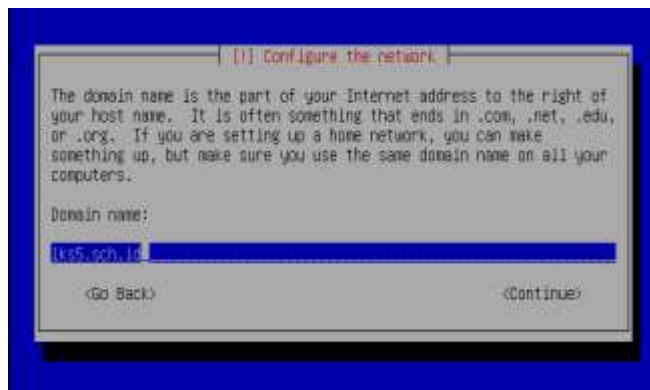 [!] Configure the network
The domain name is the part of your Internet address to the right of
your host name. It is often something that ends in .com, .net, .edu,
or .org. If you are setting up a home network, you can make
something up, but make sure you use the same domain name on all your
computers.
Domain name:
lks5.sch.id
<Go Back> <Continue>